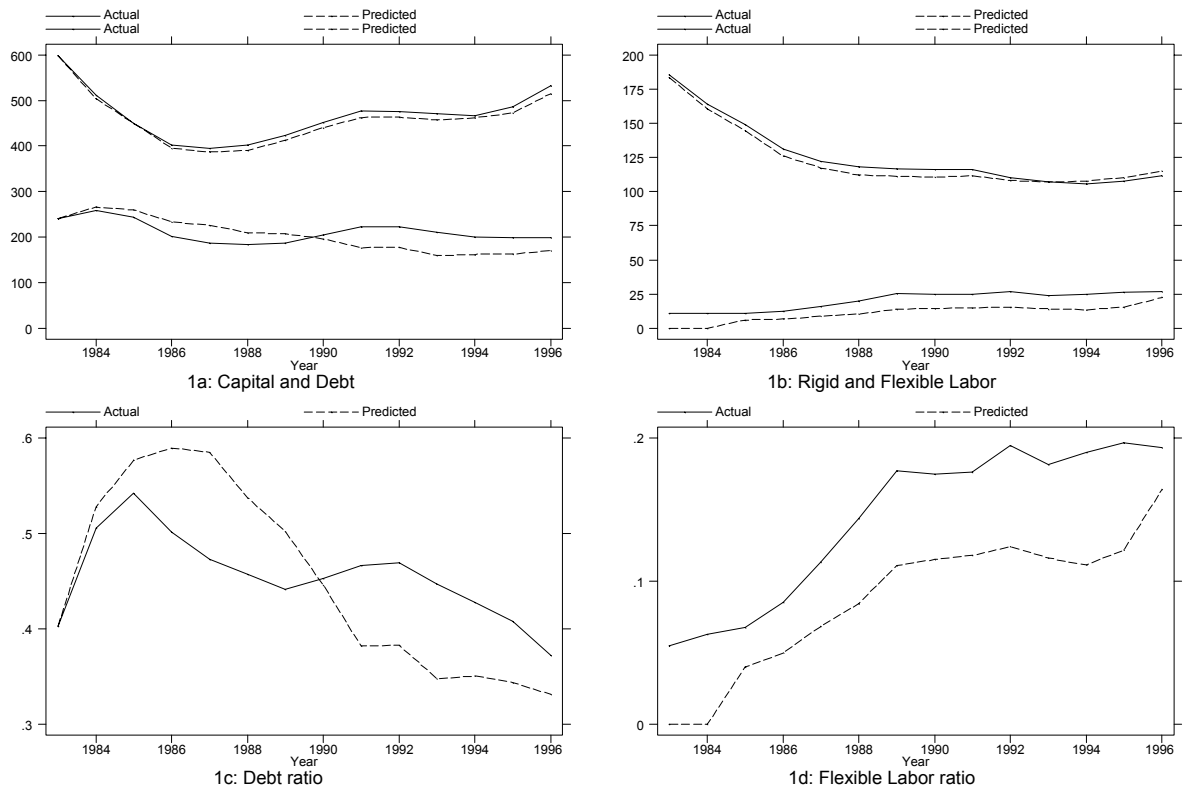 Actual Predicted
Actual Predicted
600
500
400
300
200
100
0
1984 1986 1988 1990 1992 1994 1996
Year
1a: Capital and Debt
Actual Predicted
Actual Predicted
200
175
150
125
100
75
50
25
0
1984 1986 1988 1990 1992 1994 1996
Year
1b: Rigid and Flexible Labor
Actual Predicted
.6
.5
.4
.3
1984 1986 1988 1990 1992 1994 1996
Year
1c: Debt ratio
Actual Predicted
.2
.1
0
1984 1986 1988 1990 1992 1994 1996
Year
1d: Flexible Labor ratio